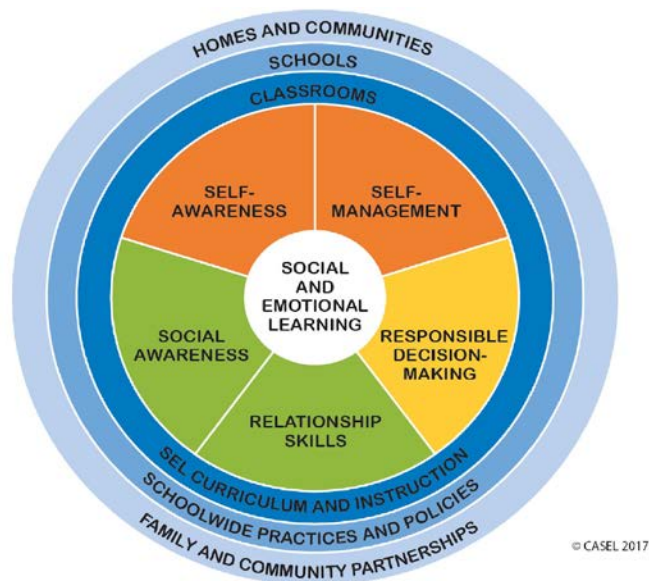 HOMES AND COMMUNITIES
SCHOOLS
CLASSROOMS
SELF-
AWARENESS
SELF-
MANAGEMENT
SOCIAL
AND
EMOTIONAL
LEARNING
SOCIAL
AWARENESS
RESPONSIBLE
DECISION-
MAKING
RELATIONSHIP
SKILLS
SEL CURRICULUM AND INSTRUCTION
SCHOOLWIDE PRACTICES AND POLICIES
FAMILY AND COMMUNITY PARTNERSHIPS
© CASEL 2017